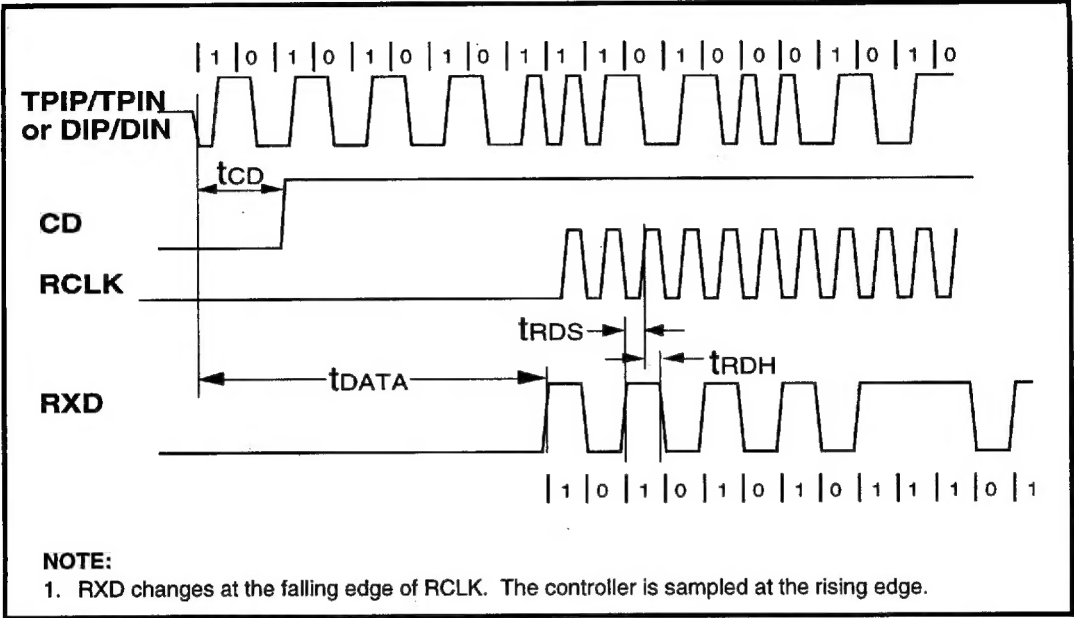 |1|0|1|0|1|0|1|0|1|1|1|0|1|0|0|0|1|0|1|0
TPIP/TPIN
or DIP/DIN
tCD
CD
RCLK
tRDS
tRDH
tDATA
RXD
|1|0|1|0|1|0|1|0|1|1|1|0|1
NOTE:
1. RXD changes at the falling edge of RCLK. The controller is sampled at the rising edge.